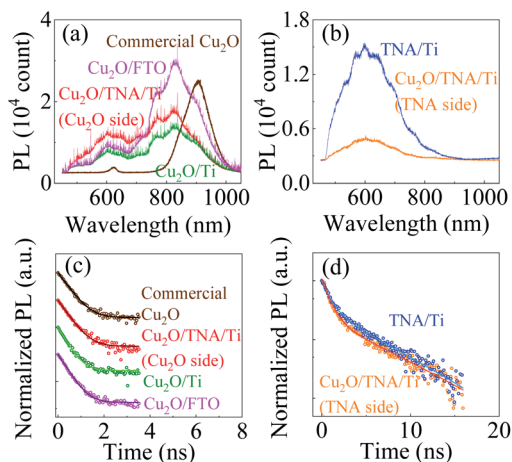 (a)
Commercial Cu₂O
Cu₂O/FTO
Cu₂O/TNA/Ti
(Cu₂O side)
Cu₂O/Ti
PL (10⁴ count)
4
2
0
400 600 800 1000
Wavelength (nm)
(b)
TNA/Ti
Cu₂O/TNA/Ti
(TNA side)
PL (10⁴ count)
1.8
1.4
1.0
0.6
600 800 1000
Wavelength (nm)
(c)
Commercial
Cu₂O
Cu₂O/TNA/Ti
(Cu₂O side)
Cu₂O/Ti
Cu₂O/FTO
Normalized PL (a.u.)
0 2 4 6 8
Time (ns)
(d)
TNA/Ti
Cu₂O/TNA/Ti
(TNA side)
Normalized PL (a.u.)
0 10 20
Time (ns)